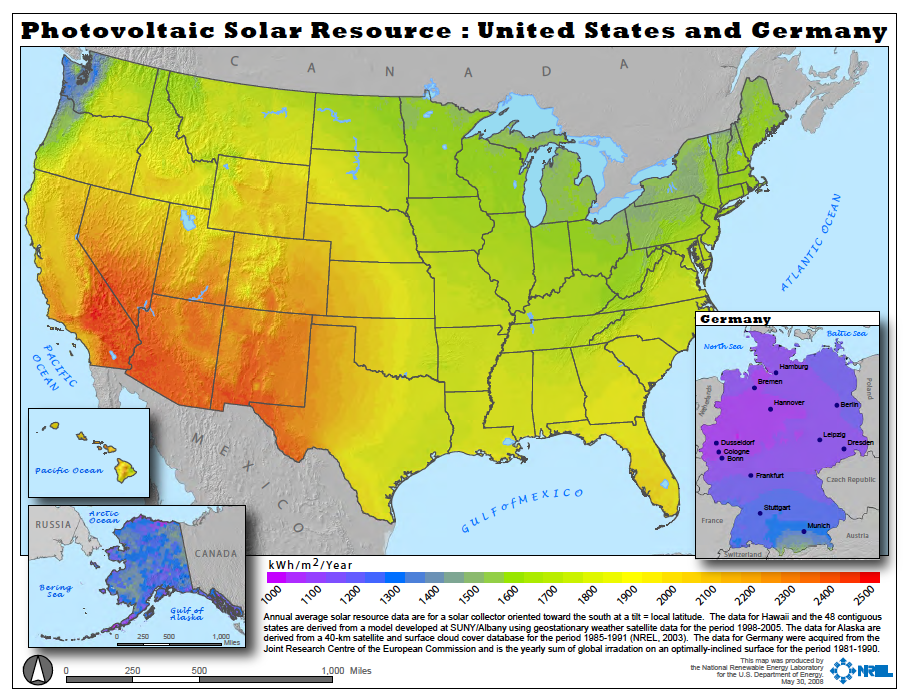 Photovoltaic Solar Resource : United States and Germany
C A N A D A
ATLANTIC OCEAN
PACIFIC
OCEAN
MEXICO
GULF of MEXICO
Pacific Ocean
Arctic
Ocean
RUSSIA
CANADA
Bering
Sea
Gulf of
Alaska
0 250 500 1,000
Miles
Germany
North Sea
Baltic Sea
Hamburg
Bremen
Netherlands
Poland
Hannover
Berlin
Leipzig
Dusseldorf
Dresden
Cologne
Bonn
Frankfurt
Czech Republic
Stuttgart
France
Munich
Austria
Switzerland
kWh/m2/Year
1000 1100 1200 1300 1400 1500 1600 1700 1800 1900 2000 2100 2200 2300 2400 2500
Annual average solar resource data are for a solar collector oriented toward the south at a tilt = local latitude. The data for Hawaii and the 48 contiguous
states are derived from a model developed at SUNY/Albany using geostationary weather satellite data for the period 1998-2005. The data for Alaska are
derived from a 40-km satellite and surface cloud cover database for the period 1985-1991 (NREL, 2003). The data for Germany were acquired from the
Joint Research Centre of the European Commission and is the yearly sum of global irradation on an optimally-inclined surface for the period 1981-1990.
0 250 500 1,000 Miles
This map was produced by
the National Renewable Energy Laboratory
for the U.S. Department of Energy.
May 30, 2008
NREL